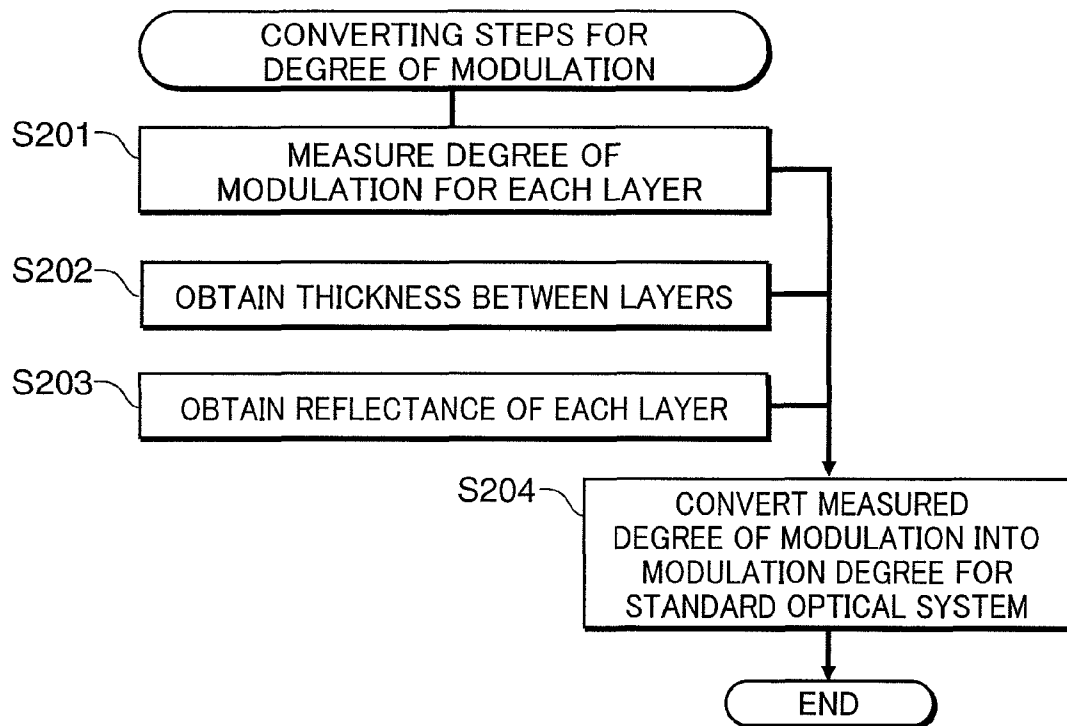 CONVERTING STEPS FOR
DEGREE OF MODULATION
S201
MEASURE DEGREE OF
MODULATION FOR EACH LAYER
S202
OBTAIN THICKNESS BETWEEN LAYERS
S203
OBTAIN REFLECTANCE OF EACH LAYER
S204
CONVERT MEASURED
DEGREE OF MODULATION INTO
MODULATION DEGREE FOR
STANDARD OPTICAL SYSTEM
END